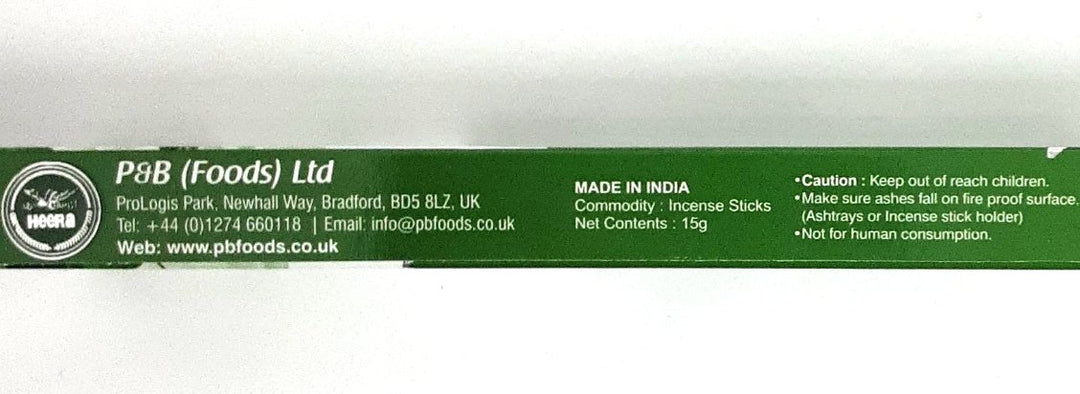 HEERA
P&B (Foods) Ltd
ProLogis Park, Newhall Way, Bradford, BD5 8LZ, UK
Tel: +44 (0)1274 660118 | Email: info@pbfoods.co.uk
Web: www.pbfoods.co.uk
MADE IN INDIA
Commodity : Incense Sticks
Net Contents : 15g
•Caution : Keep out of reach children.
•Make sure ashes fall on fire proof surface.
(Ashtrays or Incense stick holder)
•Not for human consumption.